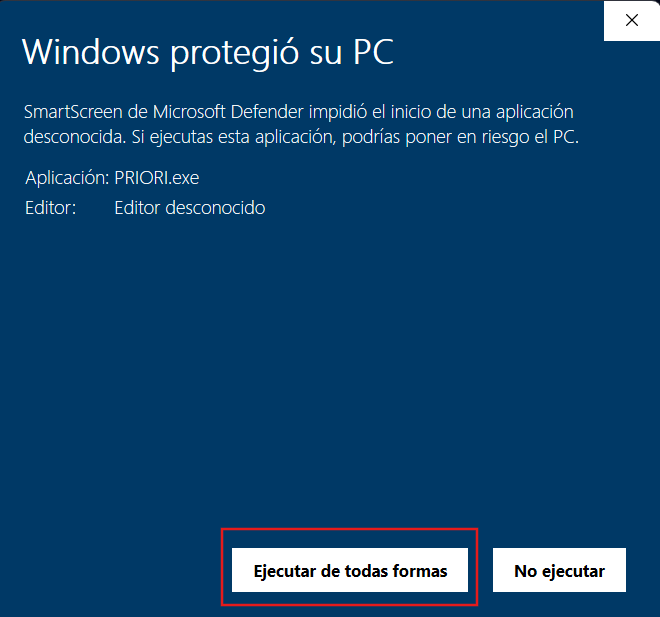 Windows protegió su PC
SmartScreen de Microsoft Defender impidió el inicio de una aplicación
desconocida. Si ejecutas esta aplicación, podrías poner en riesgo el PC.
Aplicación: PRIORI.exe
Editor: Editor desconocido
Ejecutar de todas formas No ejecutar